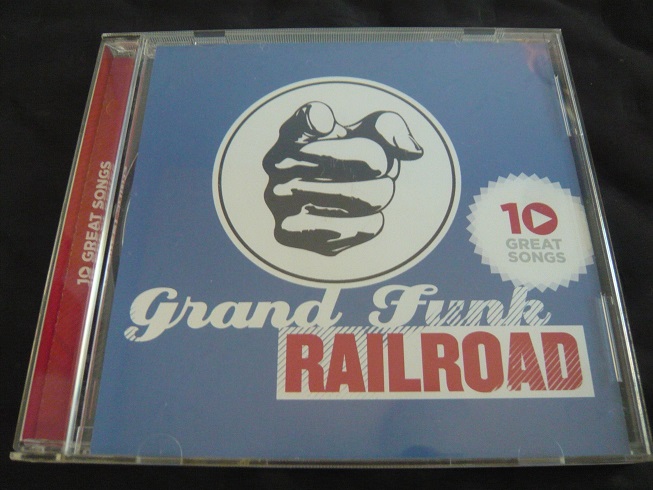 10 GREAT SONGS
10
GREAT
SONGS
Grand Funk
RAILROAD